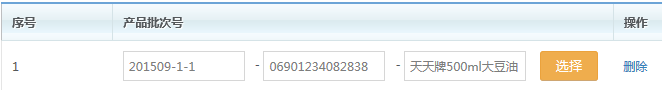 序号 产品批次号 操作
1 201509-1-1 - 06901234082838 - 天天牌500ml大豆油 选择 删除